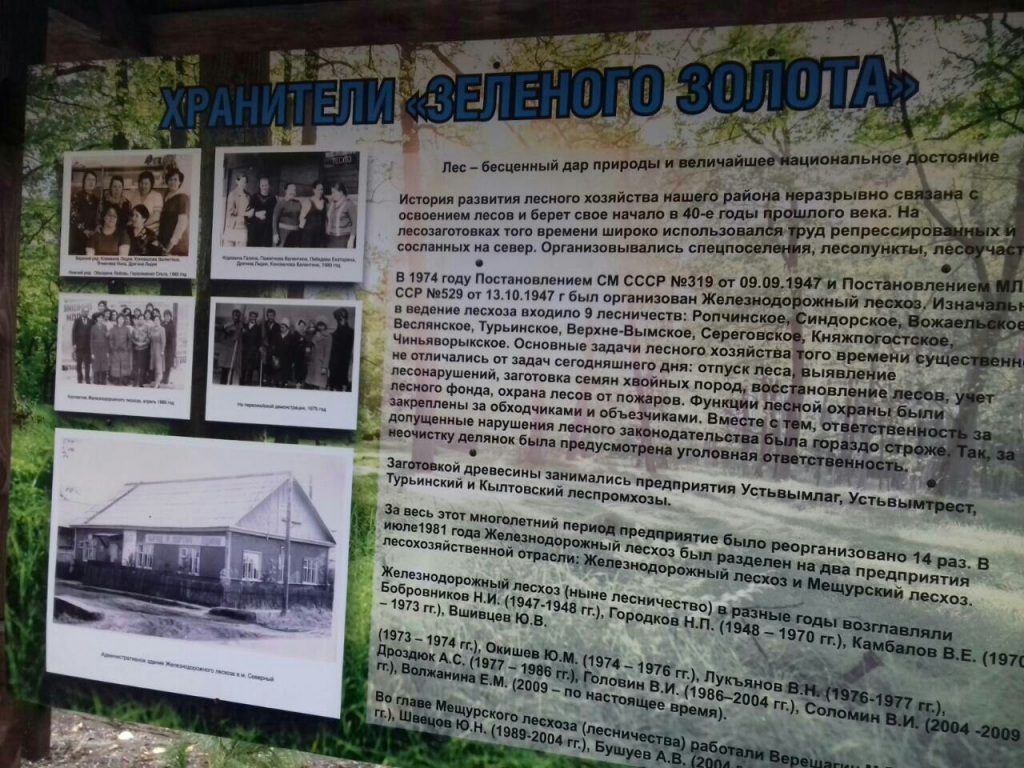 ХРАНИТЕЛИ «ЗЕЛЕНОГО ЗОЛОТА»
Лес – бесценный дар природы и величайшее национальное достояние
История развития лесного хозяйства нашего района неразрывно связана с
освоением лесов и берет свое начало в 40-е годы прошлого века. На
лесозаготовках того времени широко использовался труд репрессированных и
сосланных на север. Организовывались спецпоселения, лесопункты, лесоучаст
В 1974 году Постановлением СМ СССР №319 от 09.09.1947 и Постановлением МЛ
ССР №529 от 13.10.1947 г был организован Железнодорожный лесхоз. Изначальн
в ведение лесхоза входило 9 лесничеств: Ропчинское, Синдорское, Вожаельское
Веслянское, Турьинское, Верхне-Вымское, Сереговское, Княжпогостское,
Чиньяворыкское. Основные задачи лесного хозяйства того времени существенно
не отличались от задач сегодняшнего дня: отпуск леса, выявление
лесонарушений, заготовка семян хвойных пород, восстановление лесов, учет
лесного фонда, охрана лесов от пожаров. Функции лесной охраны были
закреплены за обходчиками и объездчиками. Вместе с тем, ответственность за
допущенные нарушения лесного законодательства была гораздо строже. Так, за
неочистку делянок была предусмотрена уголовная ответственность.
Заготовкой древесины занимались предприятия Устьвымлаг, Устьвымтрест,
Турьинский и Кылтовский леспромхозы.
За весь этот многолетний период предприятие было реорганизовано 14 раз. В
июле1981 года Железнодорожный лесхоз был разделен на два предприятия
лесохозяйственной отрасли: Железнодорожный лесхоз и Мещурский лесхоз.
Железнодорожный лесхоз (ныне лесничество) в разные годы возглавляли
Бобровников Н.И. (1947-1948 гг.), Городков Н.П. (1948 – 1970 гг.), Камбалов В.Е. (1970
– 1973 гг.), Вшивцев Ю.В.
(1973 – 1974 гг.), Окишев Ю.М. (1974 – 1976 гг.), Лукъянов В.Н. (1976-1977 гг.),
Дроздюк А.С. (1977 – 1986 гг.), Головин В.И. (1986–2004 гг.), Соломин В.И. (2004 -2009
гг.), Волжанина Е.М. (2009 – по настоящее время).
Во главе Мещурского лесхоза (лесничества) работали Верещагин
гг.), Швецов Ю.Н. (1989-2004 гг.), Бушуев А.В. (2004
Коллектив Железнодорожного лесхоза, апрель 1980 год
На первомайской демонстрации, 1975 год
Административное здание Железнодорожного лесхоза в м. Северный